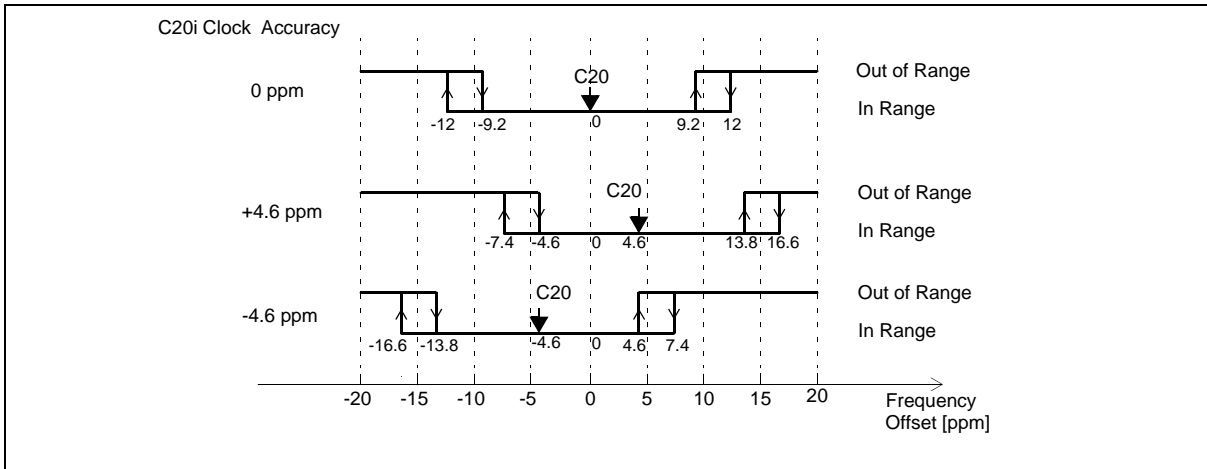 C20i Clock Accuracy
0 ppm
C20
Out of Range
In Range
-12 -9.2 0 9.2 12
+4.6 ppm
C20
Out of Range
In Range
-7.4 -4.6 0 4.6 13.8 16.6
-4.6 ppm
C20
Out of Range
In Range
-16.6 -13.8 -4.6 0 4.6 7.4
-20 -15 -10 -5 0 5 10 15 20
Frequency
Offset [ppm]